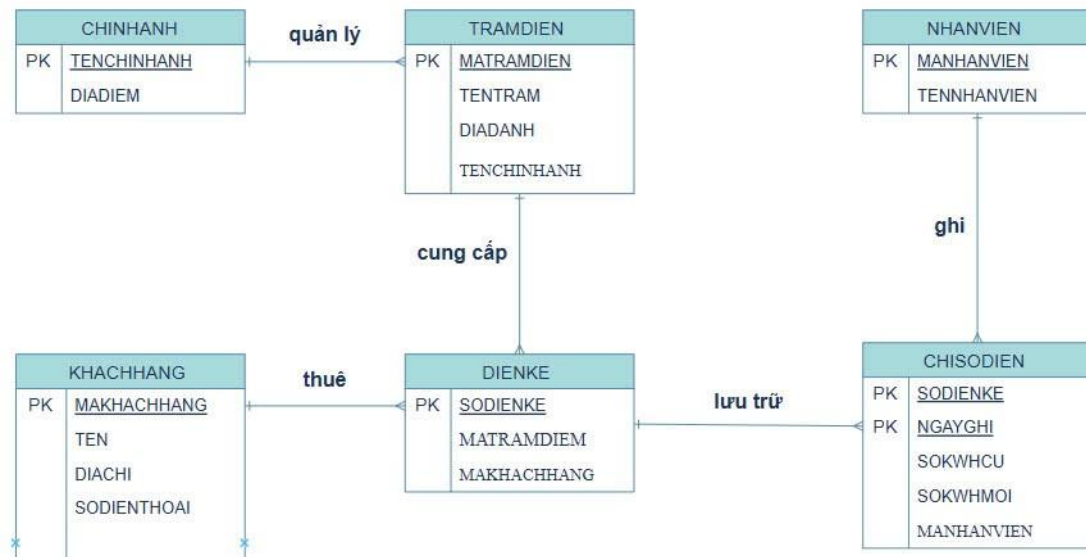 CHINHANH
PK TENCHINHANH
DIADIEM
quản lý
TRAMDIEN
PK MATRAMDIEN
TENTRAM
DIADANH
TENCHINHANH
NHANVIEN
PK MANHANVIEN
TENNHANVIEN
cung cấp
ghi
KHACHHANG
PK MAKHACHHANG
TEN
DIACHI
SODIENTHOAI
thuê
DIENKE
PK SODIENKE
MATRAMDIEM
MAKHACHHANG
lưu trữ
CHISODIEN
PK SODIENKE
PK NGAYGHI
SOKWHCU
SOKWHMOI
MANHANVIEN